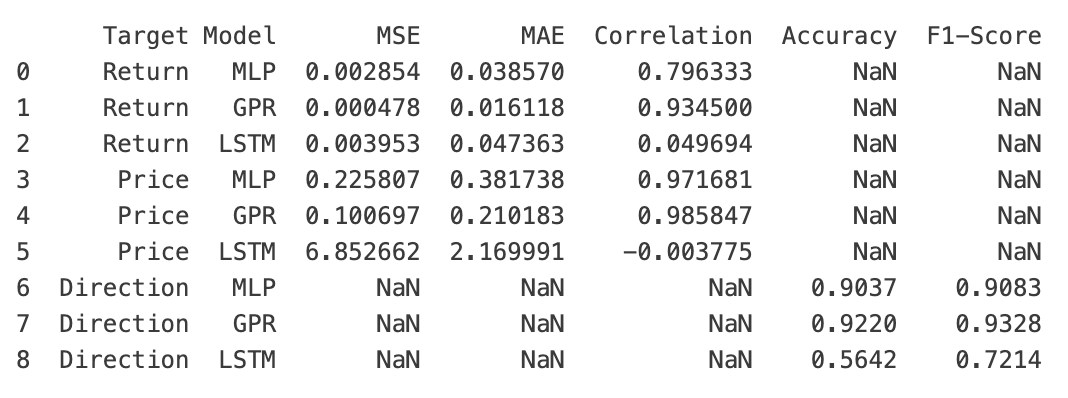 Target Model MSE MAE Correlation Accuracy F1-Score
0 Return MLP 0.002854 0.038570 0.796333 NaN NaN
1 Return GPR 0.000478 0.016118 0.934500 NaN NaN
2 Return LSTM 0.003953 0.047363 0.049694 NaN NaN
3 Price MLP 0.225807 0.381738 0.971681 NaN NaN
4 Price GPR 0.100697 0.210183 0.985847 NaN NaN
5 Price LSTM 6.852662 2.169991 −0.003775 NaN NaN
6 Direction MLP NaN NaN NaN 0.9037 0.9083
7 Direction GPR NaN NaN NaN 0.9220 0.9328
8 Direction LSTM NaN NaN NaN 0.5642 0.7214